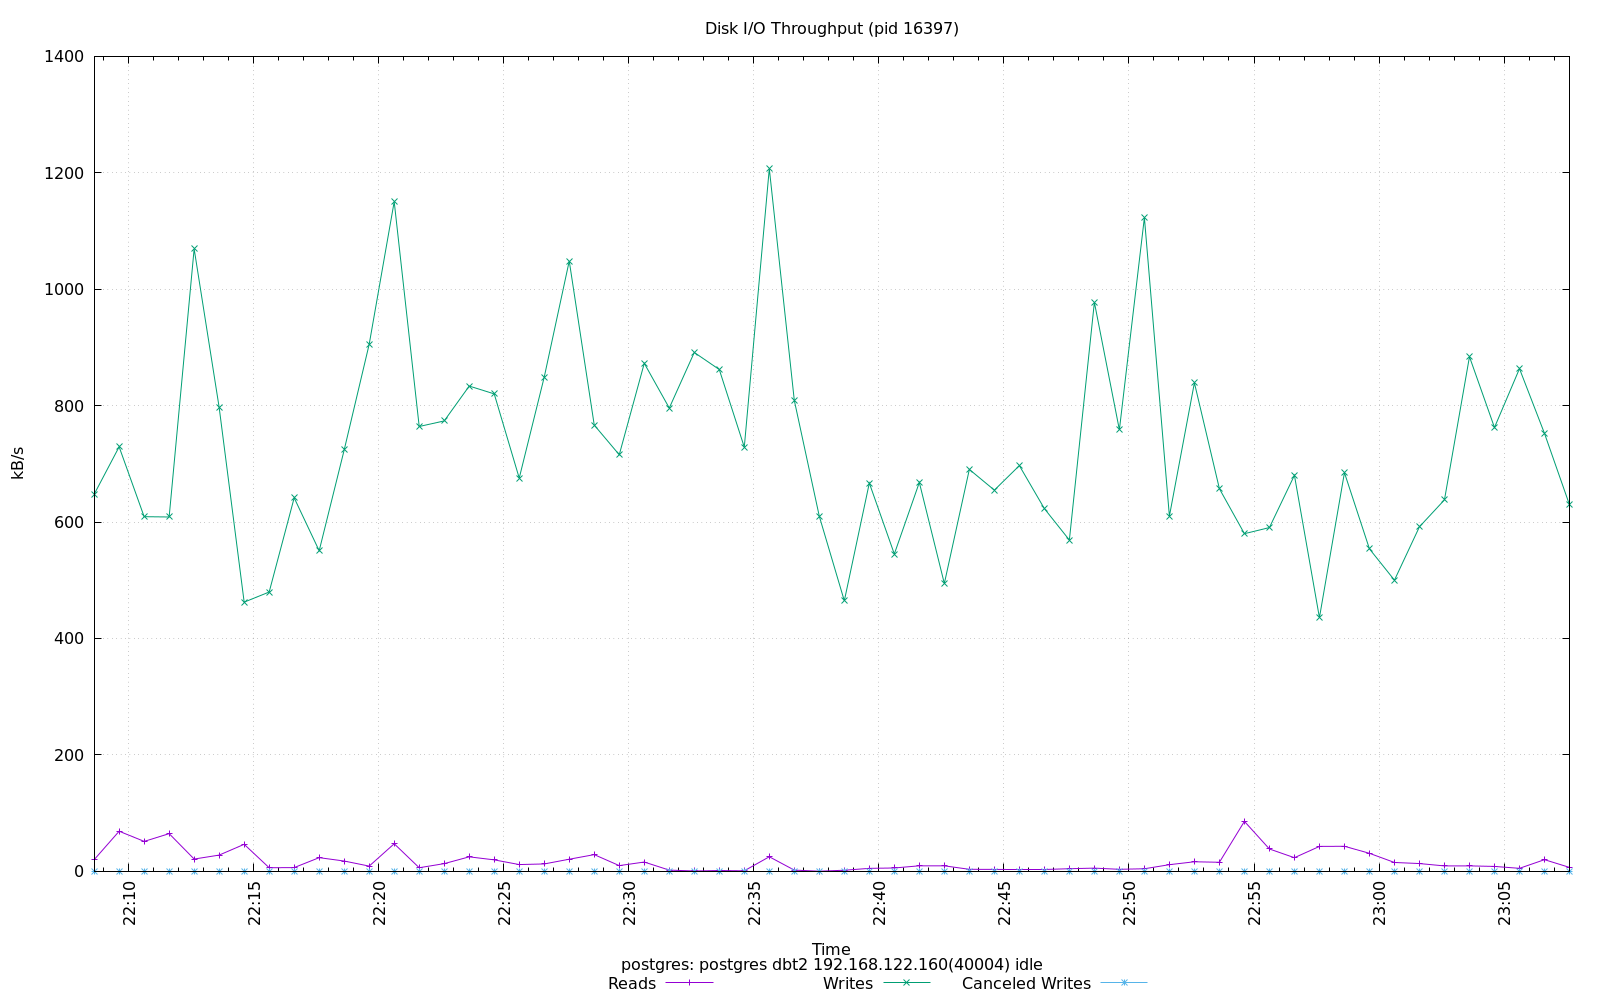 Disk I/O Throughput (pid 16397)
1400
1200
1000
800
600
400
200
0
kB/s
22:10 22:15 22:20 22:25 22:30 22:35 22:40 22:45 22:50 22:55 23:00 23:05
Time
postgres: postgres dbt2 192.168.122.160(40004) idle
Reads Writes Canceled Writes